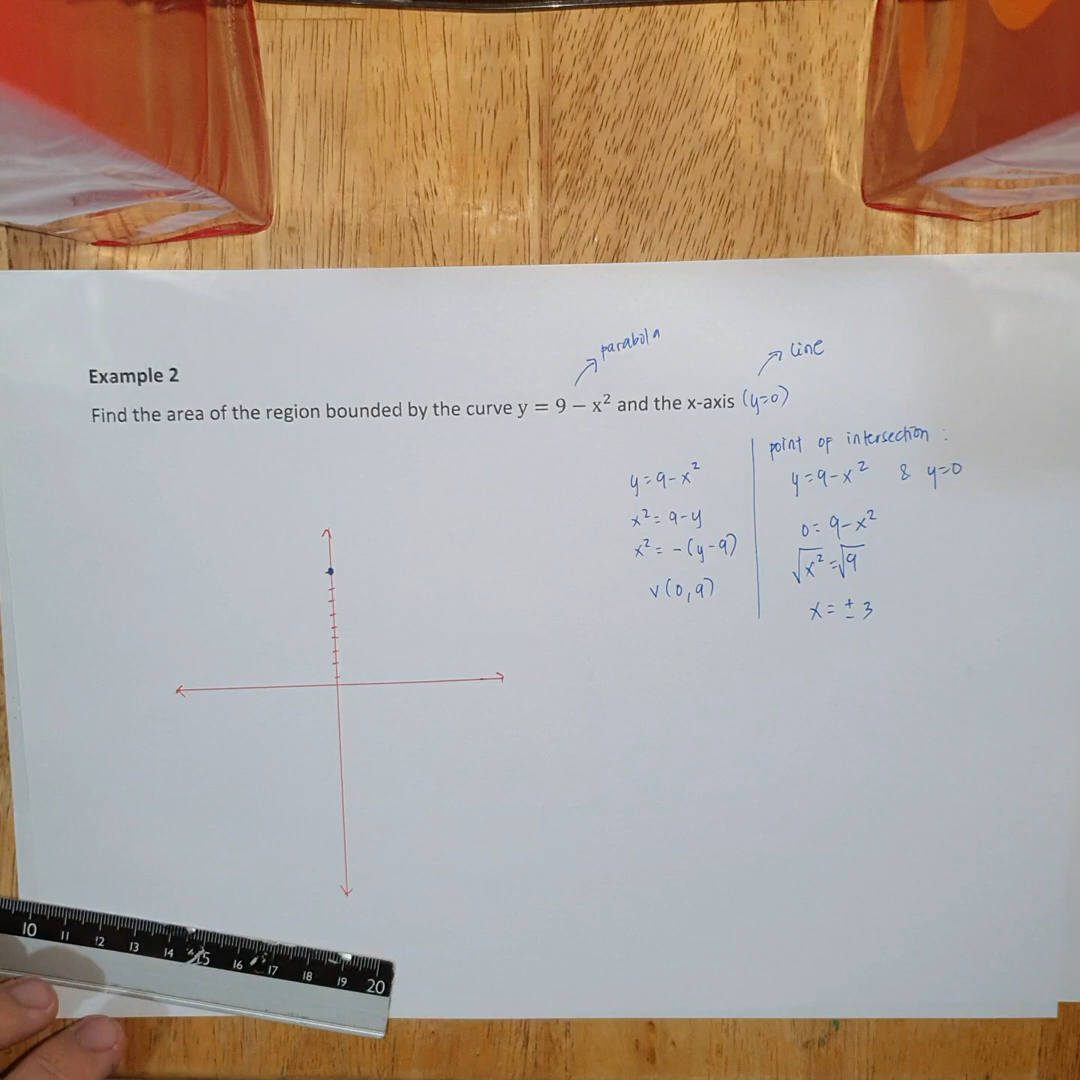 parabola
line
Example 2
Find the area of the region bounded by the curve y = 9 − x² and the x-axis (y=0)
y=9-x²
x²=9-y
x²=-(y-9)
V(0,9)
point of intersection :
y=9-x² & y=0
0=9-x²
√x²=√9
x=±3
10 11 12 13 14 15 16 17 18 19 20